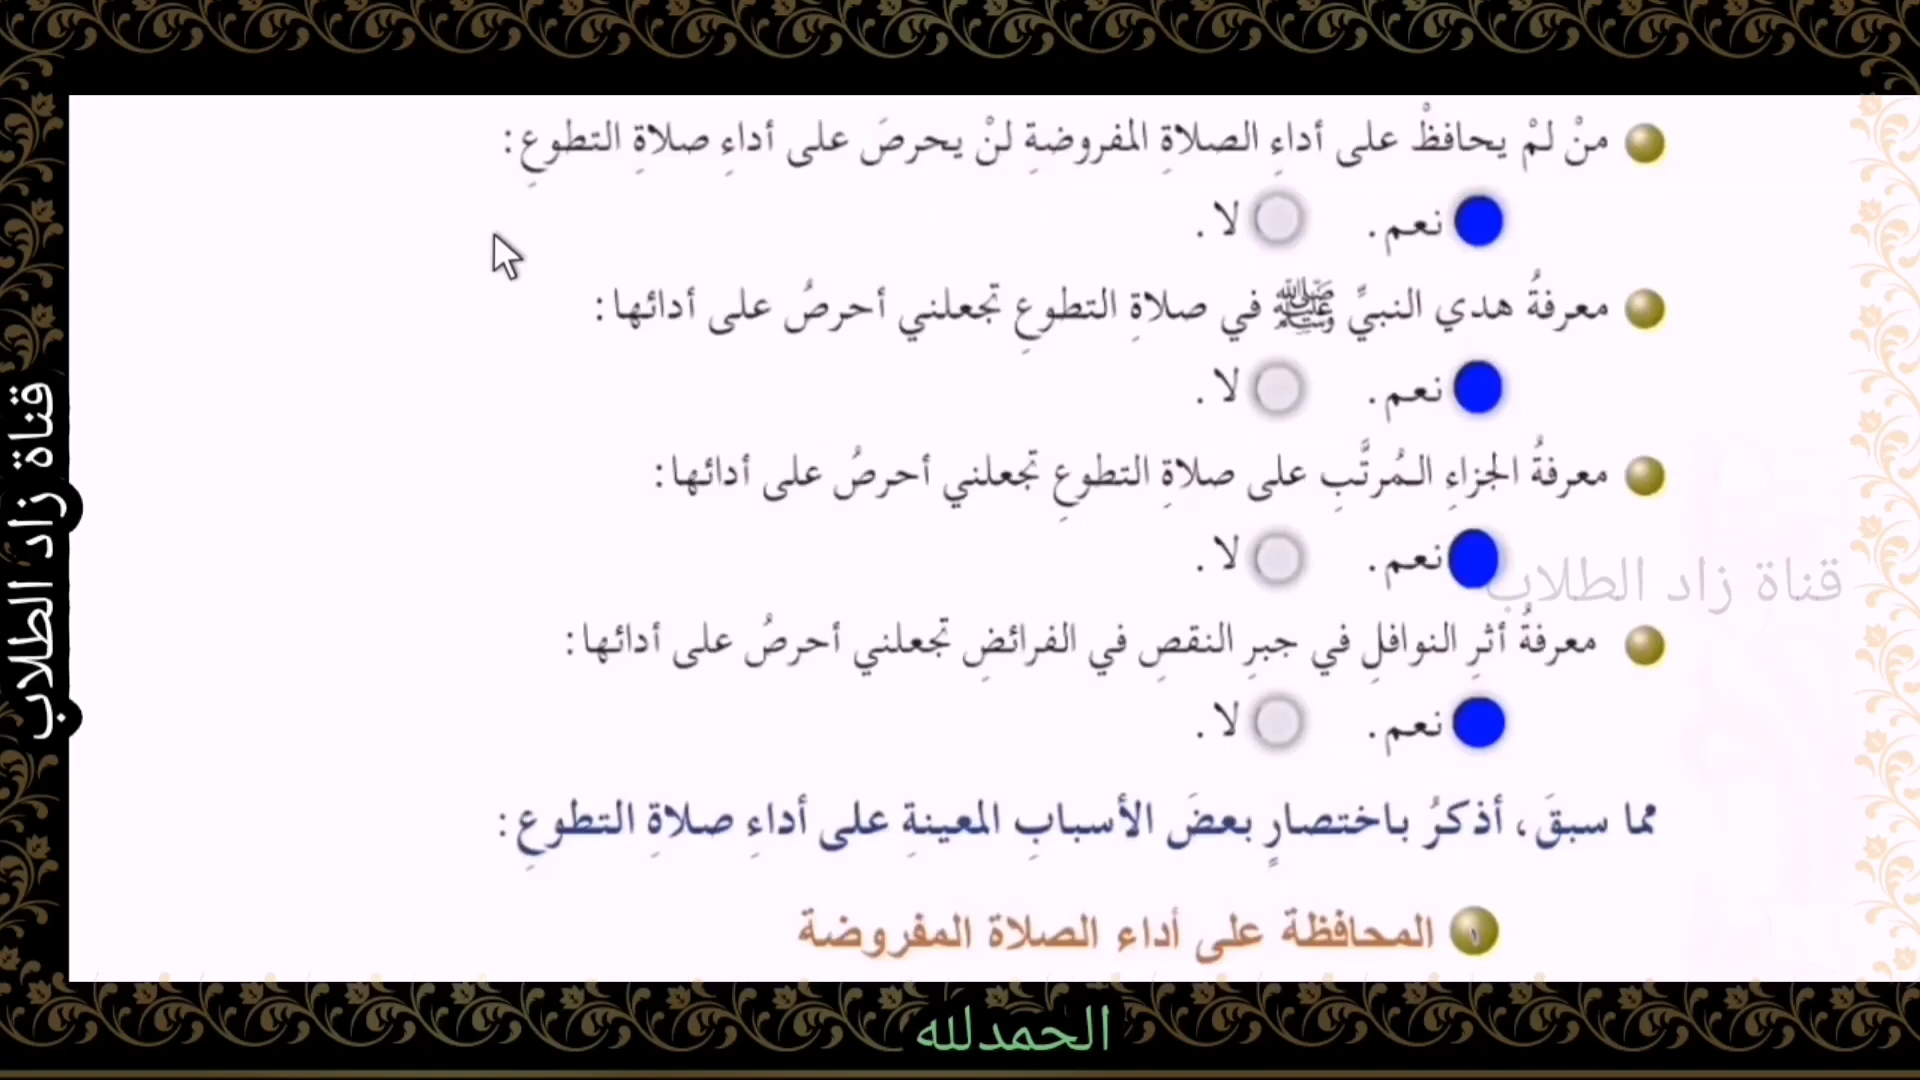 منْ لمْ يحافظْ على أداءِ الصلاةِ المفروضةِ لنْ يحرصَ على أداءِ صلاةِ التطوعِ:
نعم. لا.
معرفةُ هدي النبيِّ ﷺ في صلاةِ التطوعِ تجعلني أحرصُ على أدائها:
نعم. لا.
معرفةُ الجزاءِ المُرتَّبِ على صلاةِ التطوعِ تجعلني أحرصُ على أدائها:
نعم. لا.
معرفةُ أثرِ النوافلِ في جبرِ النقصِ في الفرائضِ تجعلني أحرصُ على أدائها:
نعم. لا.
مما سبقَ، أذكرُ باختصارٍ بعضَ الأسبابِ المعينةِ على أداءِ صلاةِ التطوعِ:
١ المحافظة على أداء الصلاة المفروضة
الحمدلله
قناة زاد الطلاب
قناة زاد الطلاب